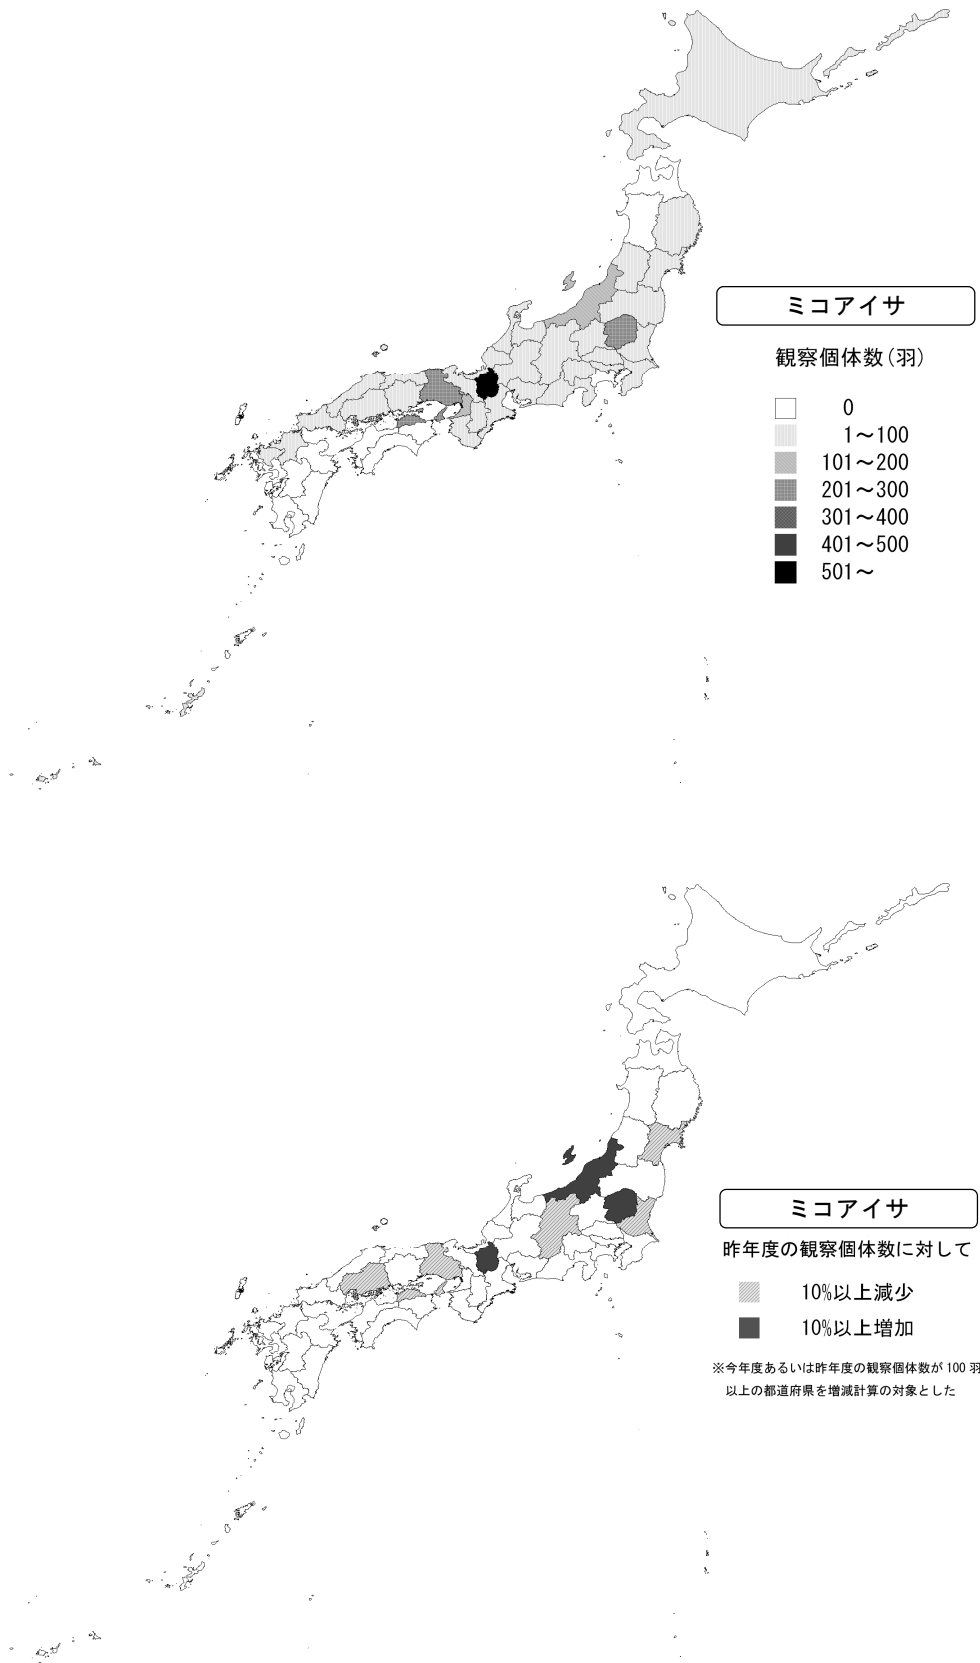 ミコアイサ
観察個体数(羽)
0
1～100
101～200
201～300
301～400
401～500
501～
ミコアイサ
昨年度の観察個体数に対して
10%以上減少
10%以上増加
※今年度あるいは昨年度の観察個体数が 100 羽
以上の都道府県を増減計算の対象とした